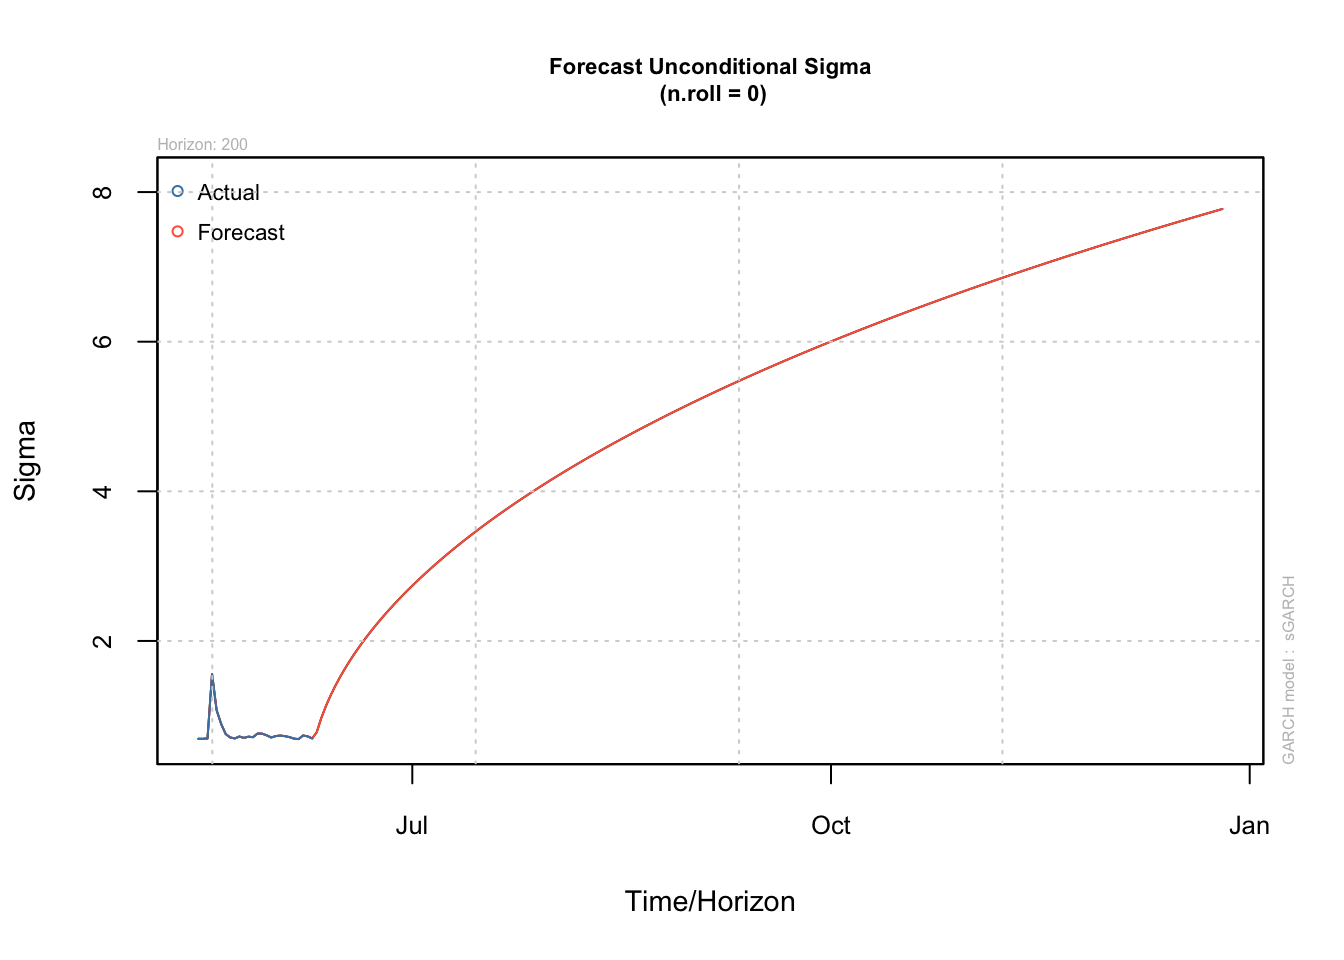 Forecast Unconditional Sigma
(n.roll = 0)
Horizon: 200
Actual
Forecast
8
6
4
2
Sigma
GARCH model :  sGARCH
Jul
Oct
Jan
Time/Horizon